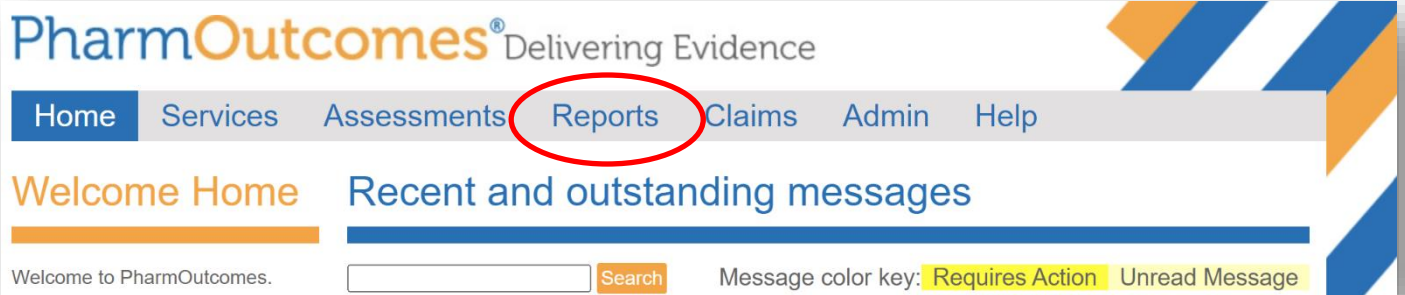 PharmOutcomes® Delivering Evidence
Home Services Assessments Reports Claims Admin Help
Welcome Home
Recent and outstanding messages
Welcome to PharmOutcomes.
Search
Message color key: Requires Action Unread Message